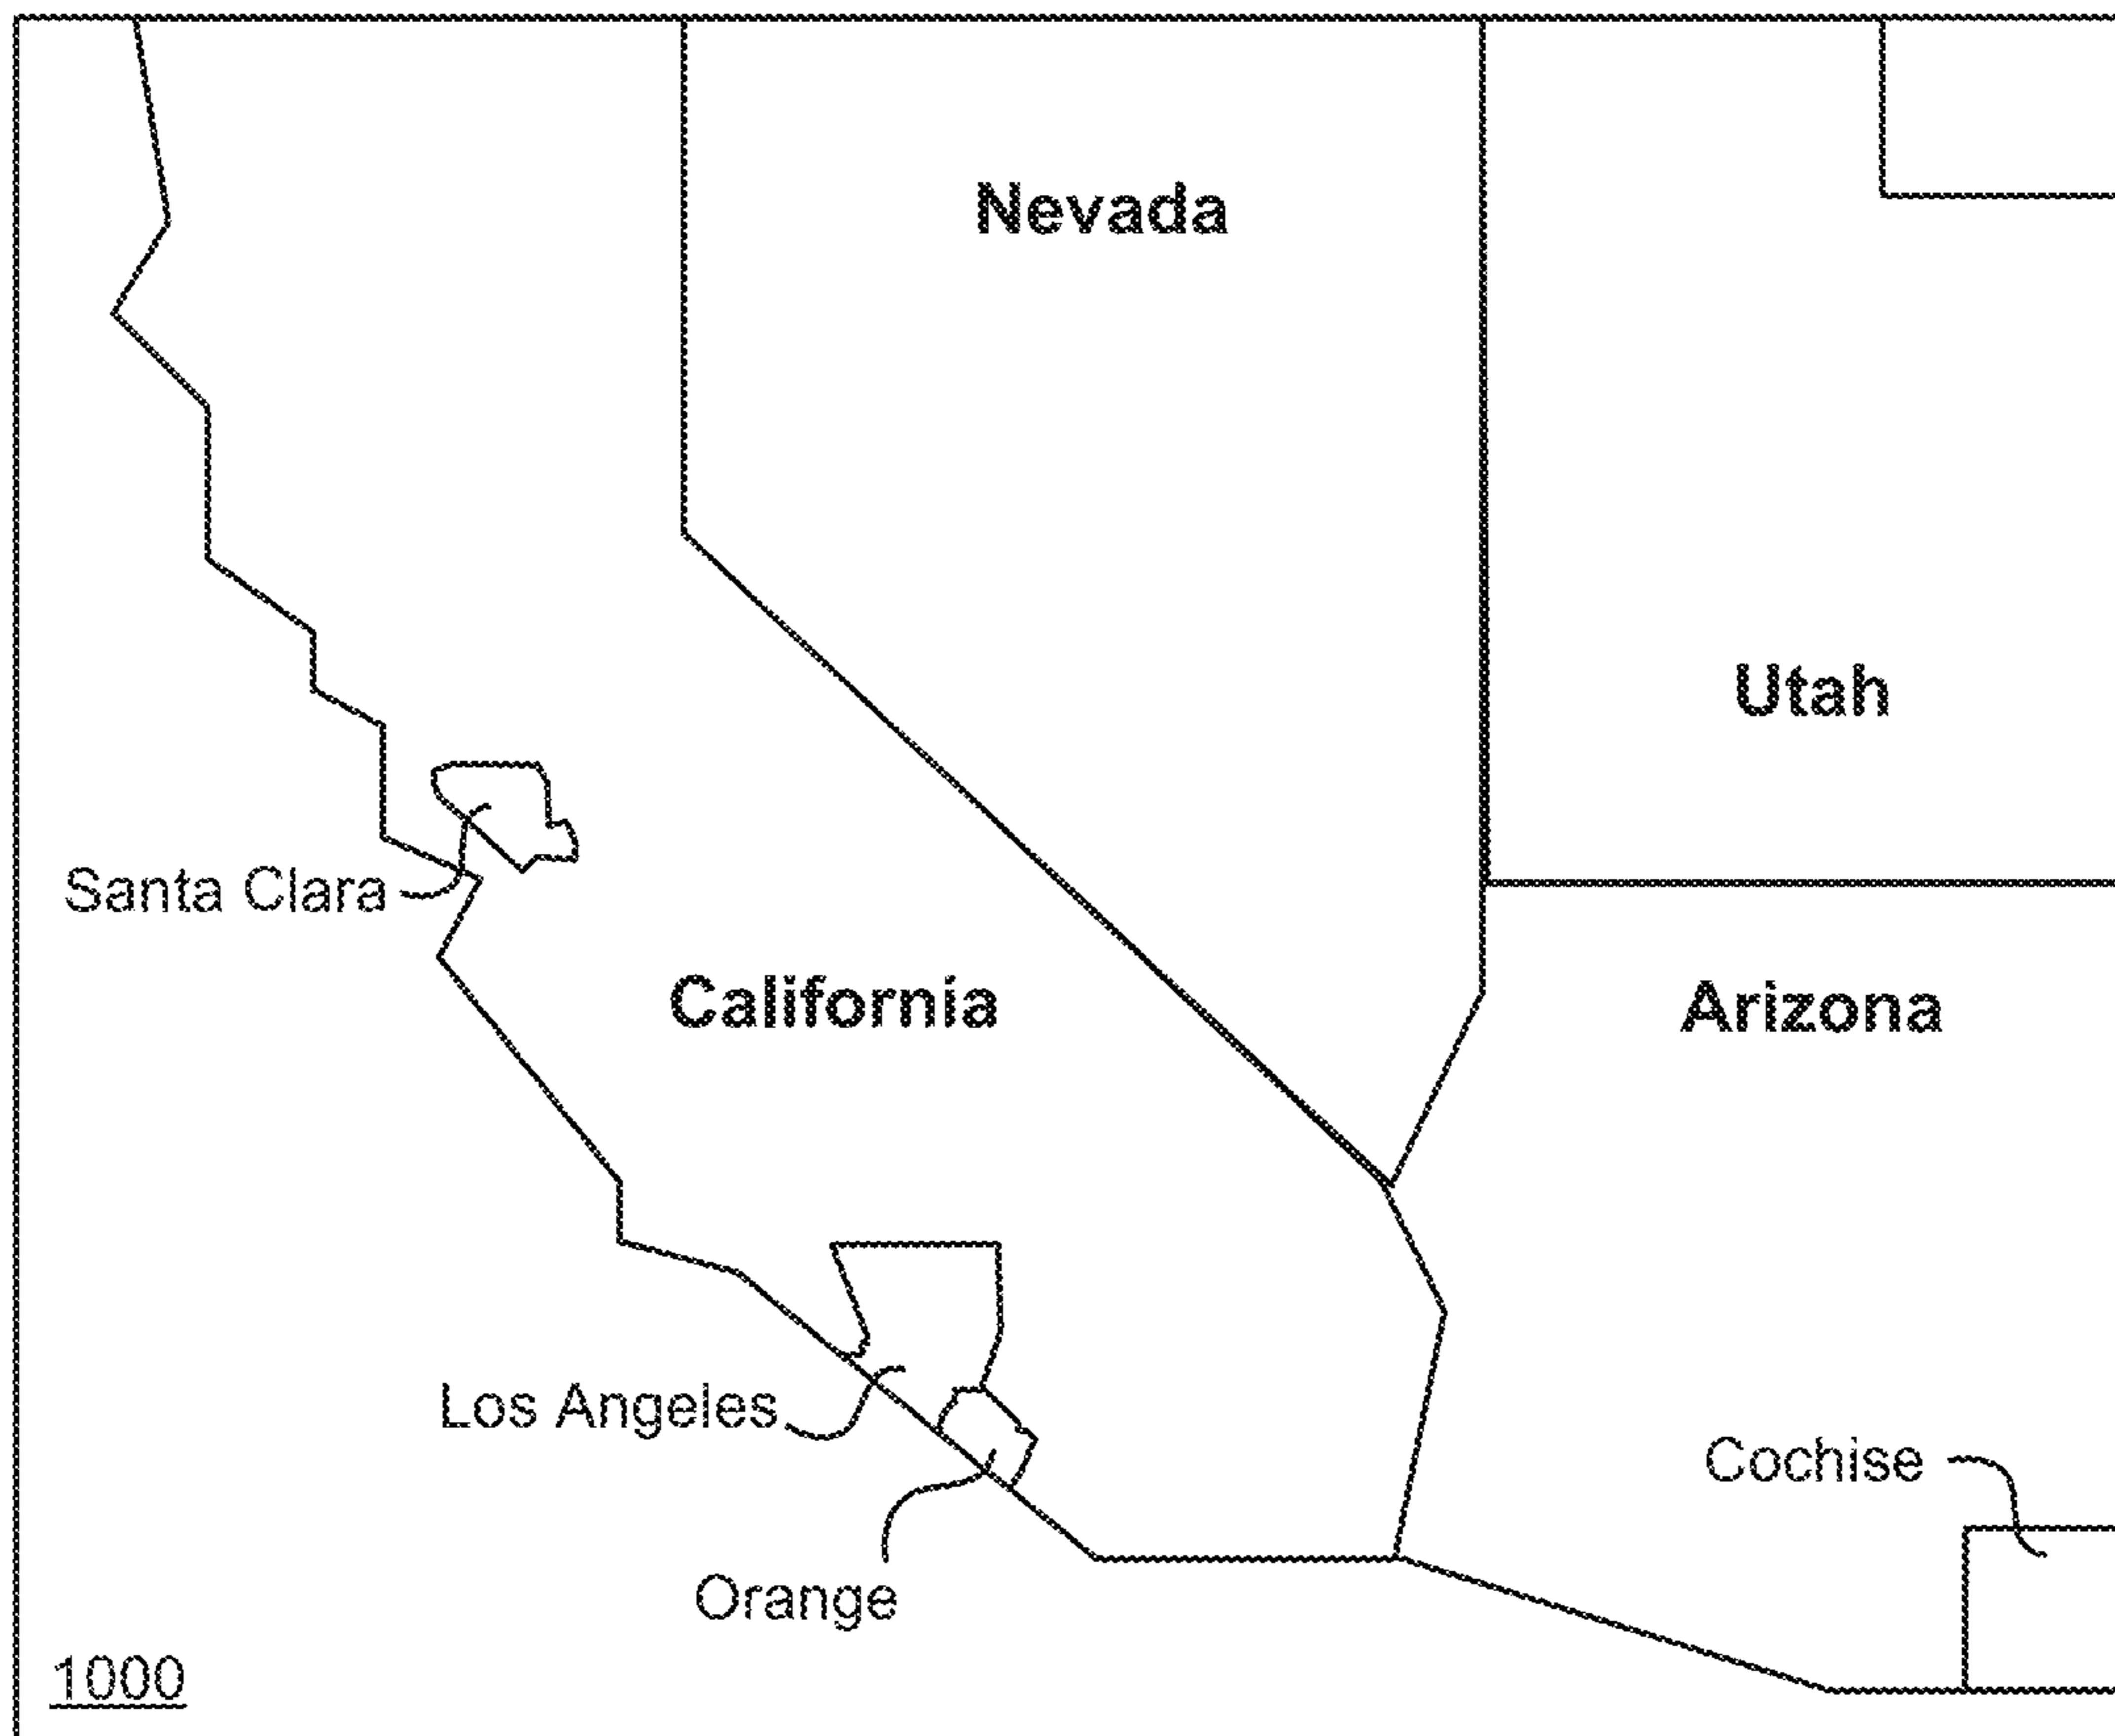 Nevada
Utah
Santa Clara
California
Arizona
Los Angeles
Cochise
Orange
1000